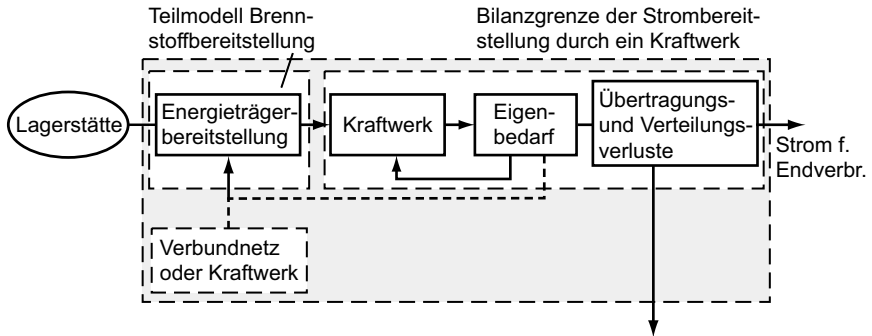 Teilmodell Brenn-
stoffbereitstellung
Bilanzgrenze der Strombereit-
stellung durch ein Kraftwerk
Lagerstätte
Energieträger-
bereitstellung
Kraftwerk
Eigen-
bedarf
Übertragungs-
und Verteilungs-
verluste
Strom f.
Endverbr.
Verbundnetz
oder Kraftwerk